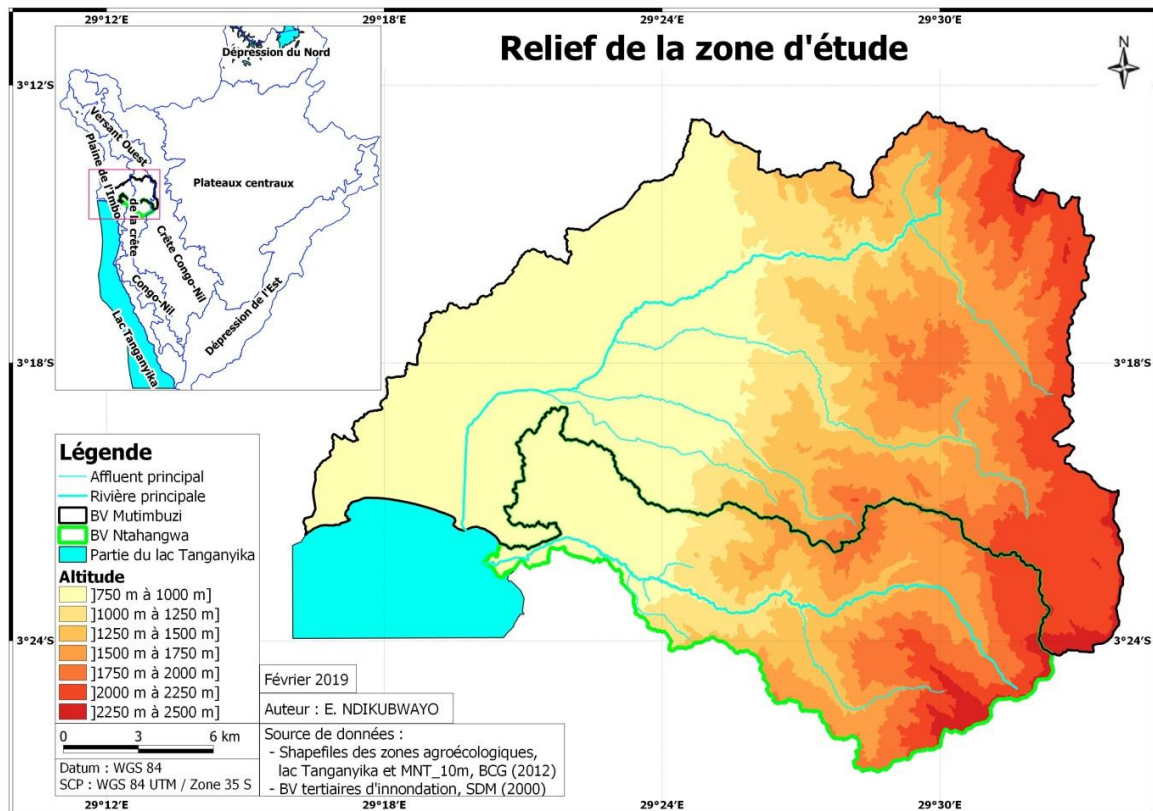 29°12'E 29°18'E 29°24'E 29°30'E
Relief de la zone d'étude
N
3°12'S 3°12'S
Dépression du Nord
Versant Ouest
Plaine de l'Imbo
de la crête
Plateaux centraux
Crête Congo-Nil
Congo-Nil
Dépression de l'Est
Lac Tanganyika
3°18'S 3°18'S
Légende
Affluent principal
Rivière principale
BV Mutimbuzi
BV Ntahangwa
Partie du lac Tanganyika
Altitude
]750 m à 1000 m]
]1000 m à 1250 m]
]1250 m à 1500 m]
]1500 m à 1750 m]
]1750 m à 2000 m]
]2000 m à 2250 m]
]2250 m à 2500 m]
3°24'S 3°24'S
0 3 6 km
Datum : WGS 84
SCP : WGS 84 UTM / Zone 35 S
Février 2019
Auteur : E. NDIKUBWAYO
Source de données :
- Shapefiles des zones agroécologiques,
lac Tanganyika et MNT_10m, BCG (2012)
- BV tertiaires d'innondation, SDM (2000)
29°12'E 29°18'E 29°24'E 29°30'E